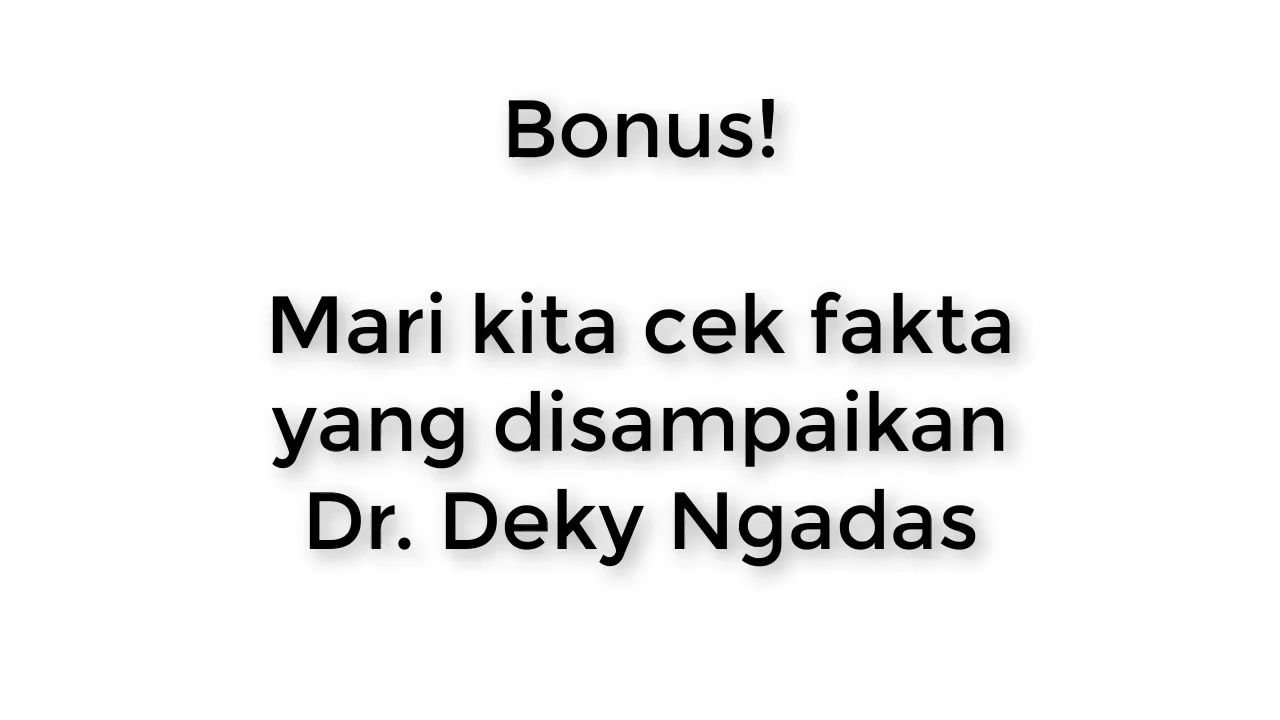 Bonus!
Mari kita cek fakta
yang disampaikan
Dr. Deky Ngadas